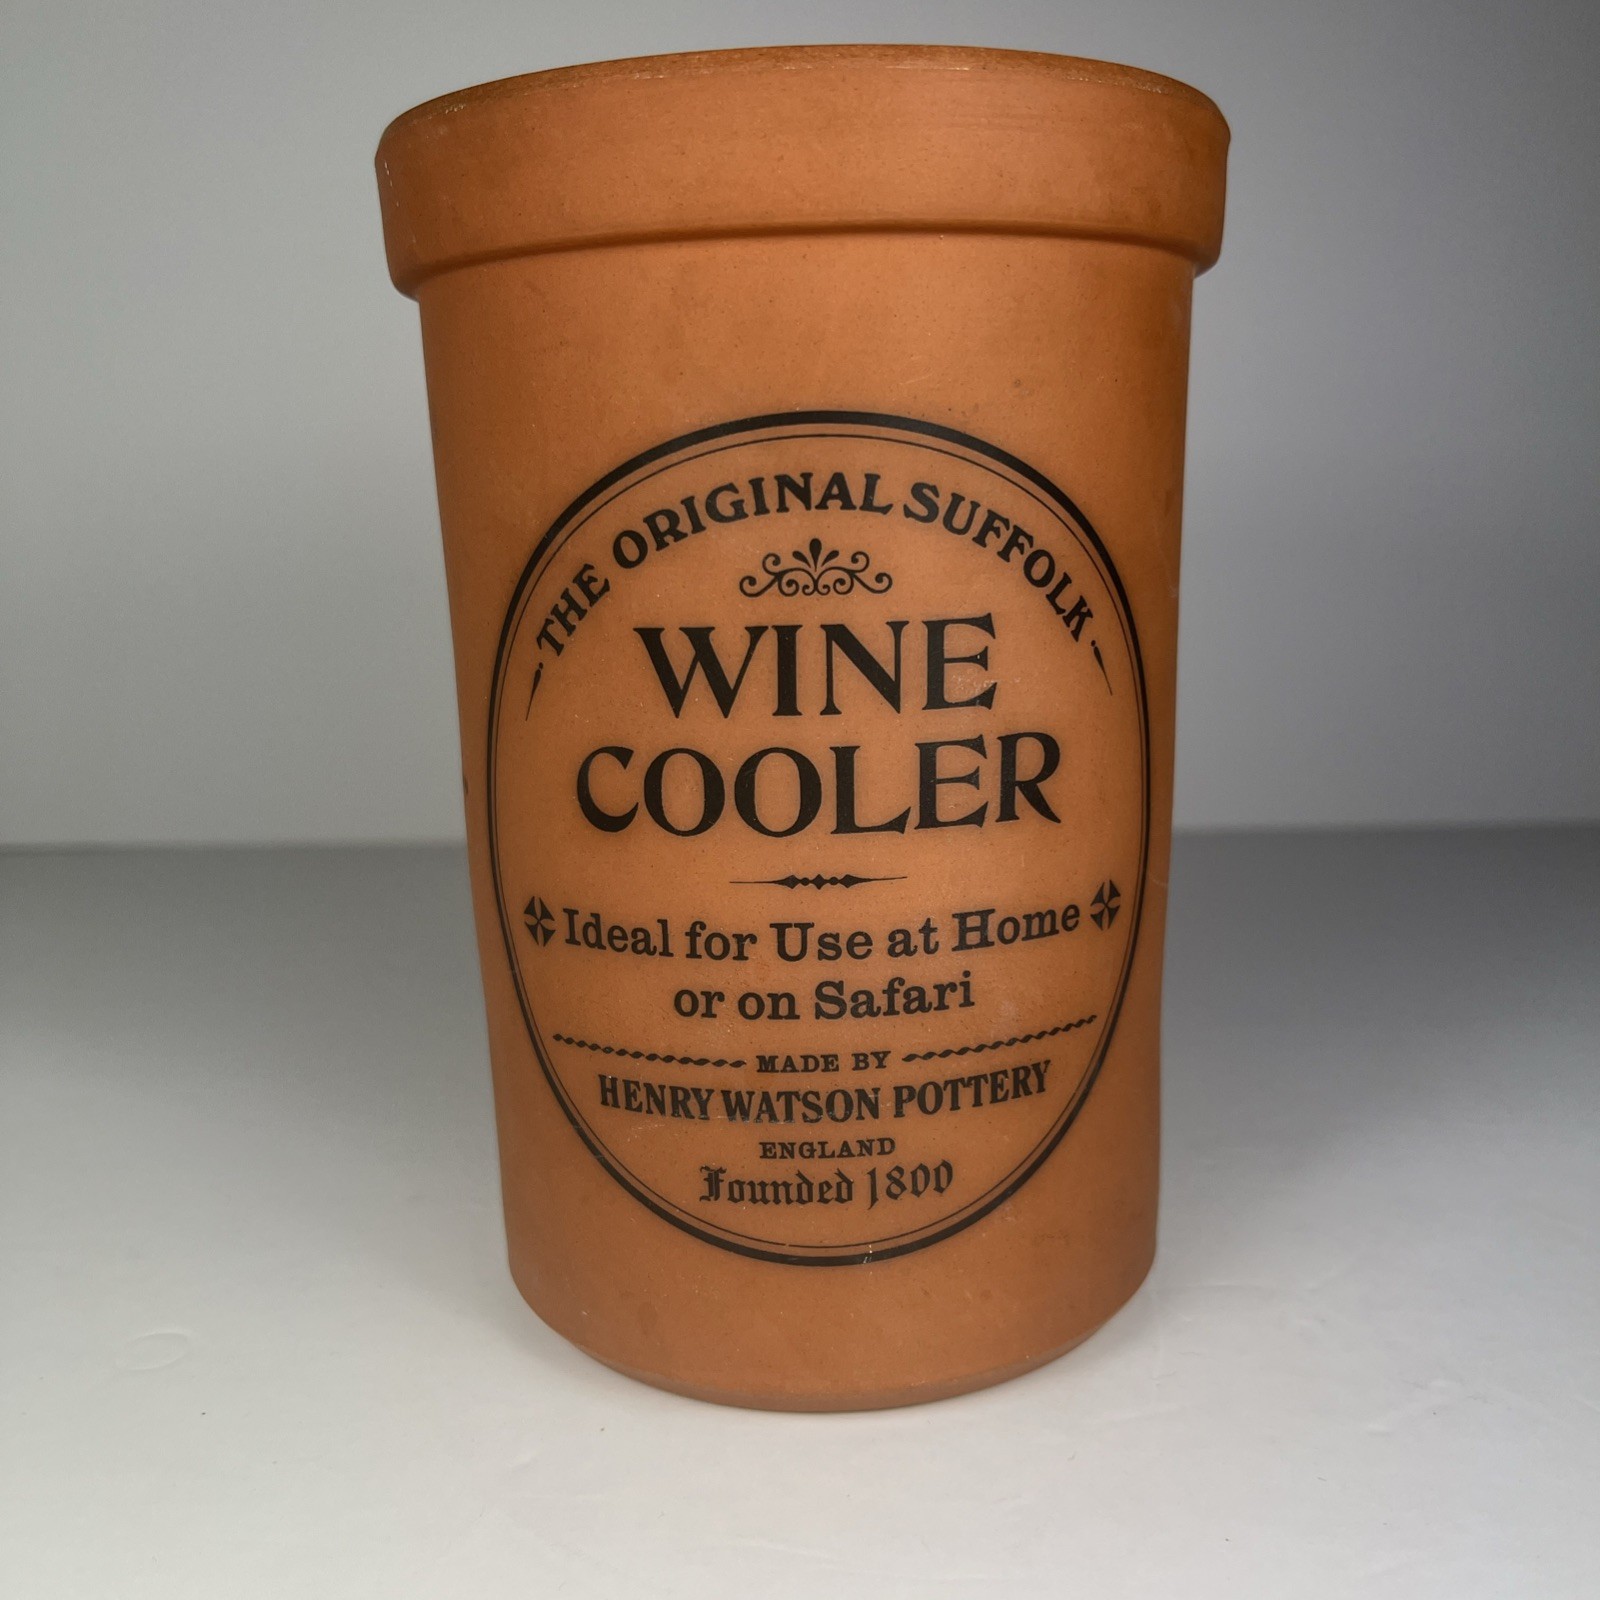 THE ORIGINAL SUFFOLK
WINE
COOLER
Ideal for Use at Home
or on Safari
MADE BY
HENRY WATSON POTTERY
ENGLAND
Founded 1800